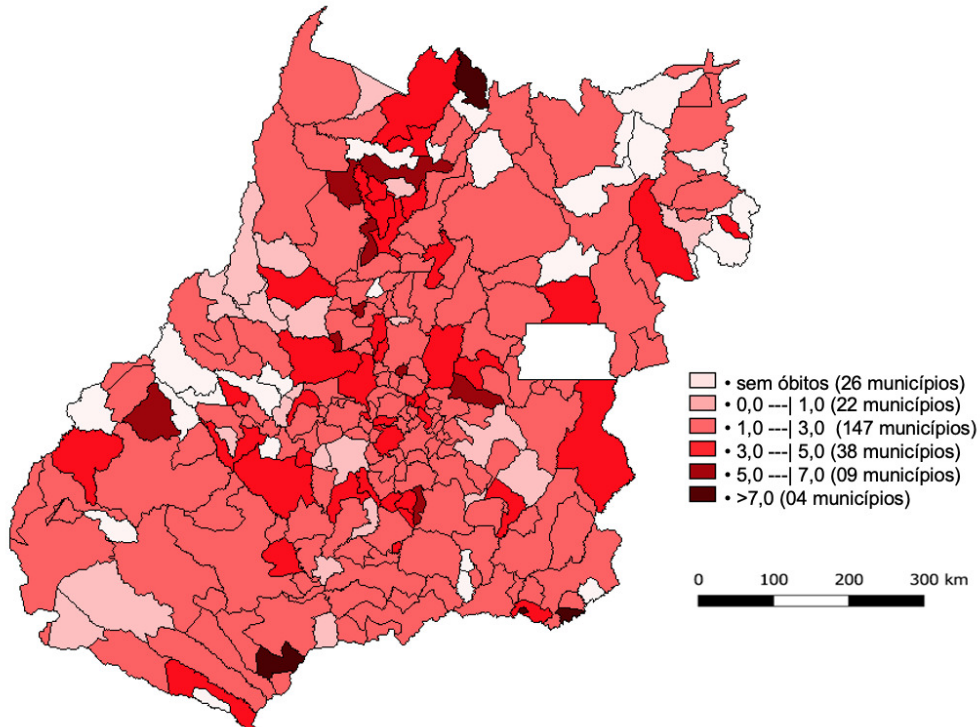 • sem óbitos (26 municípios)
• 0,0 ---| 1,0 (22 municípios)
• 1,0 ---| 3,0 (147 municípios)
• 3,0 ---| 5,0 (38 municípios)
• 5,0 ---| 7,0 (09 municípios)
• >7,0 (04 municípios)
0 100 200 300 km